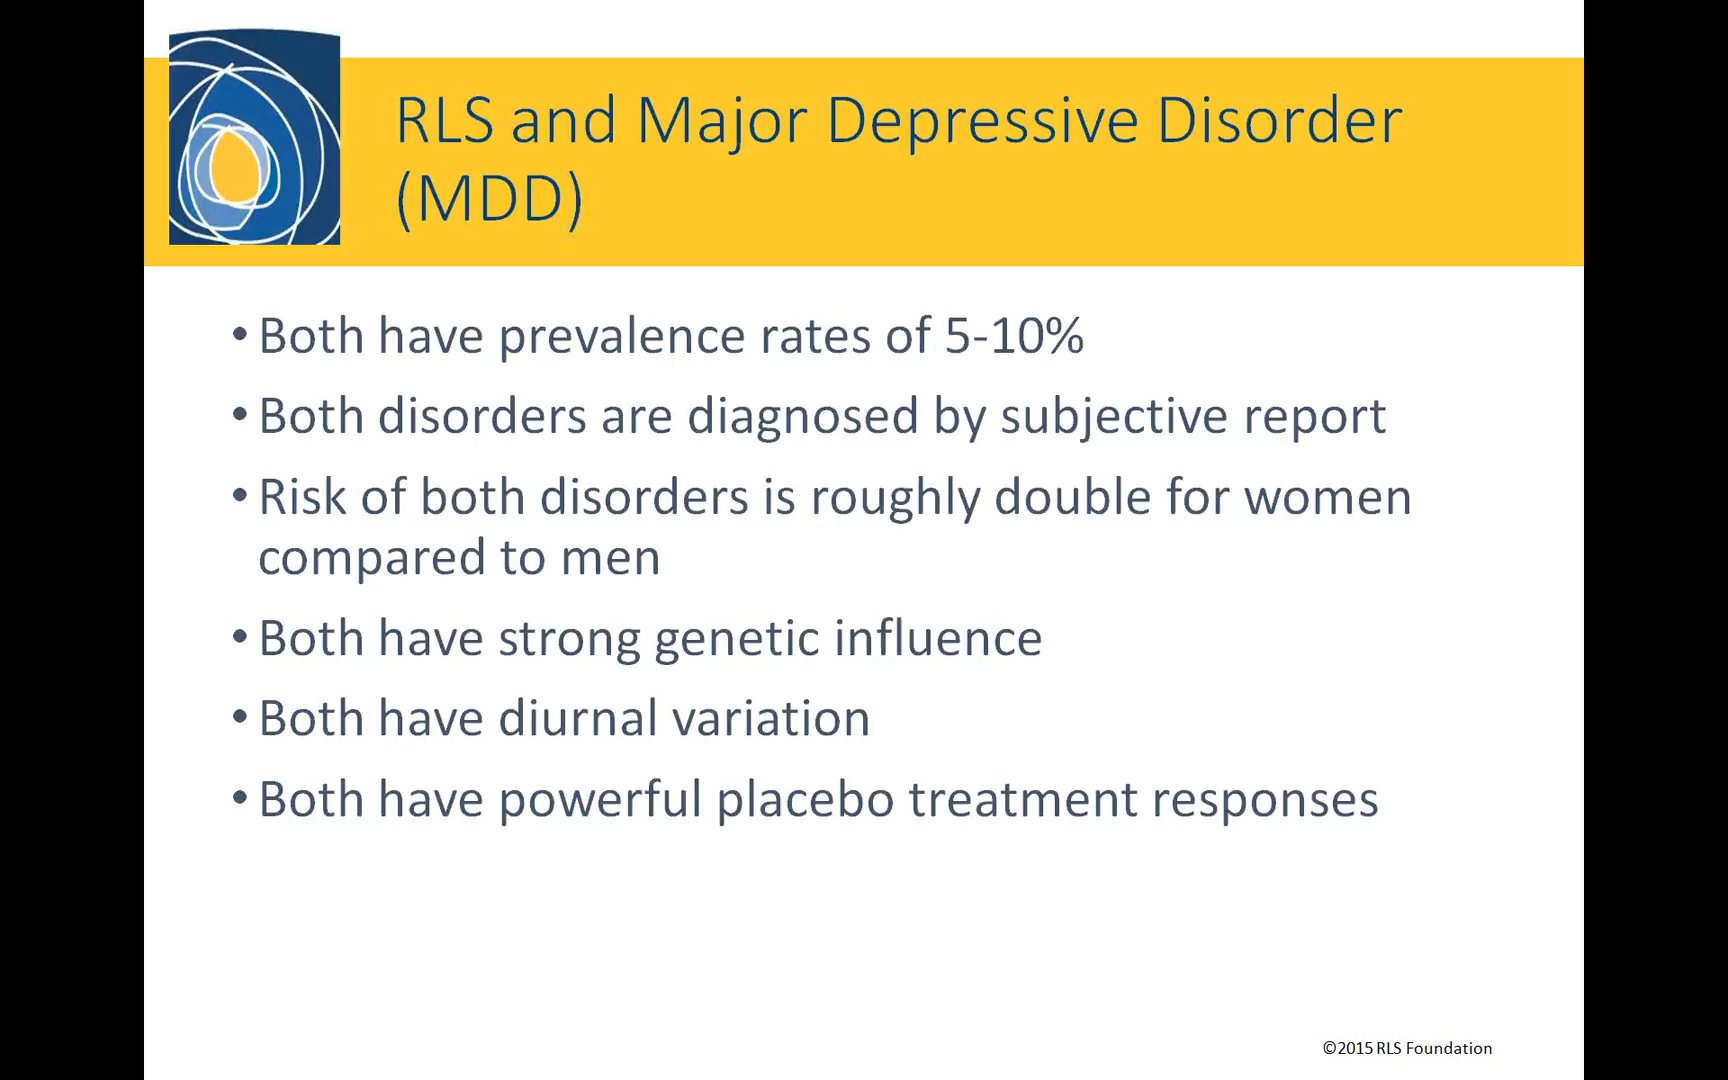 RLS and Major Depressive Disorder
(MDD)
• Both have prevalence rates of 5-10%
• Both disorders are diagnosed by subjective report
• Risk of both disorders is roughly double for women
compared to men
• Both have strong genetic influence
• Both have diurnal variation
• Both have powerful placebo treatment responses
©2015 RLS Foundation